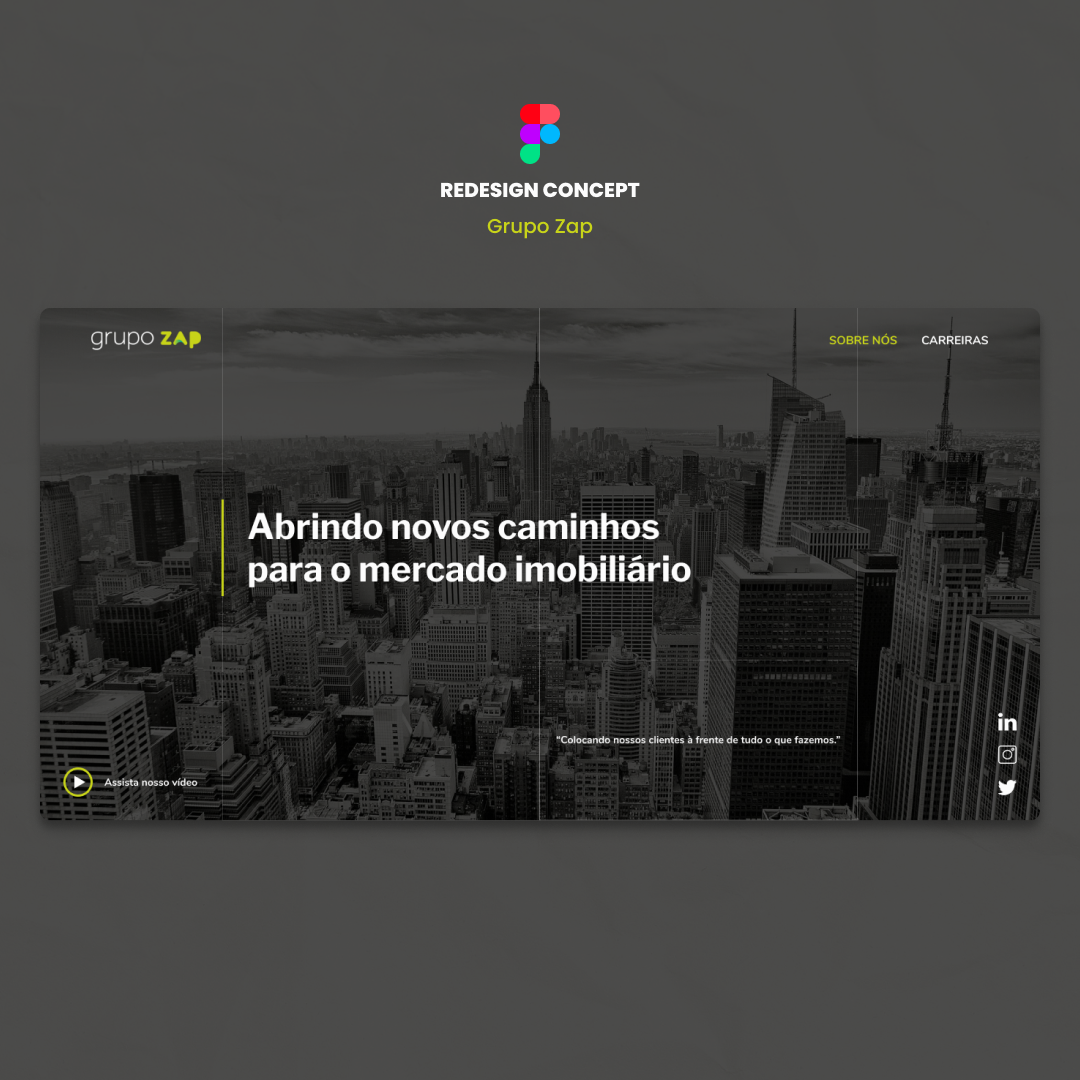 REDESIGN CONCEPT
Grupo Zap
grupo ZAP
SOBRE NÓS CARREIRAS
Abrindo novos caminhos
para o mercado imobiliário
“Colocando nossos clientes à frente de tudo o que fazemos.”
Assista nosso vídeo
in